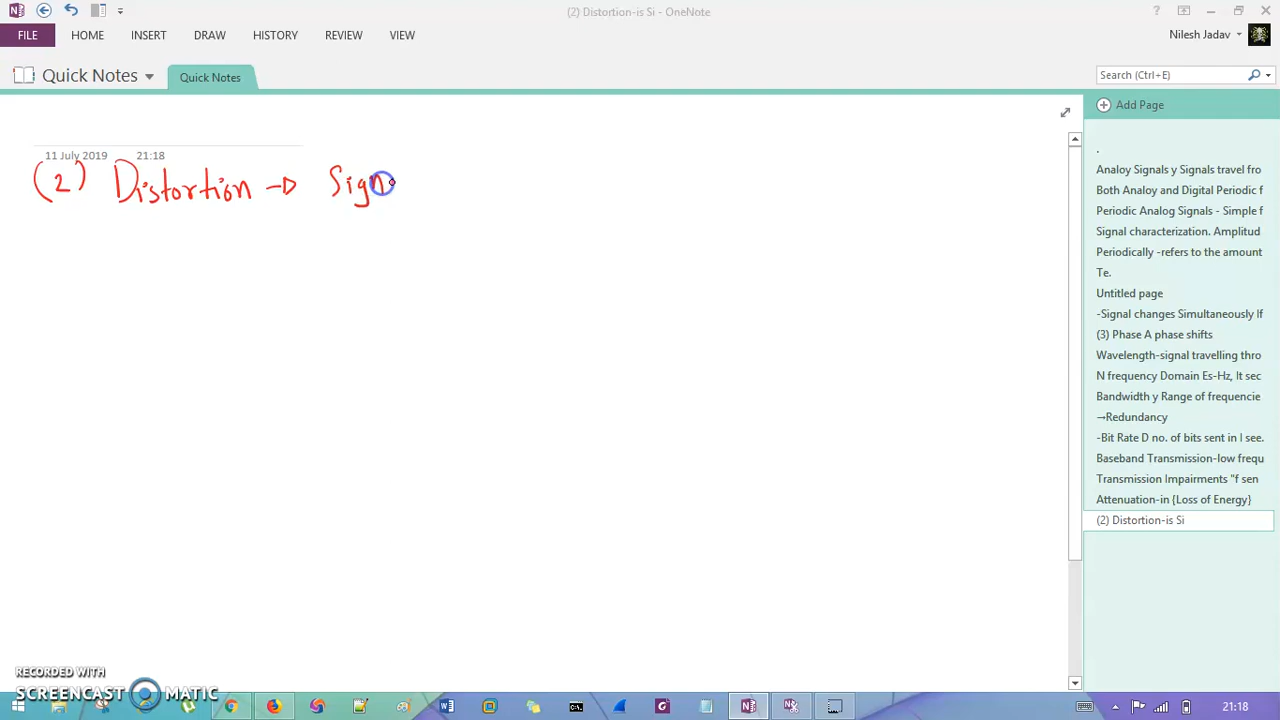 (2) Distortion-is Si - OneNote
FILE HOME INSERT DRAW HISTORY REVIEW VIEW
Nilesh Jadav
Quick Notes
Quick Notes
Search (Ctrl+E)
Add Page
11 July 2019 21:18
(2) Distortion → Sign
.
Analoy Signals y Signals travel fro
Both Analoy and Digital Periodic f
Periodic Analog Signals - Simple f
Signal characterization. Amplitud
Periodically -refers to the amount
Te.
Untitled page
-Signal changes Simultaneously If
(3) Phase A phase shifts
Wavelength-signal travelling thro
N frequency Domain Es-Hz, It sec
Bandwidth y Range of frequencie
→Redundancy
-Bit Rate D no. of bits sent in I see.
Baseband Transmission-low frequ
Transmission Impairments "f sen
Attenuation-in {Loss of Energy}
(2) Distortion-is Si
RECORDED WITH
SCREENCAST MATIC
21:18